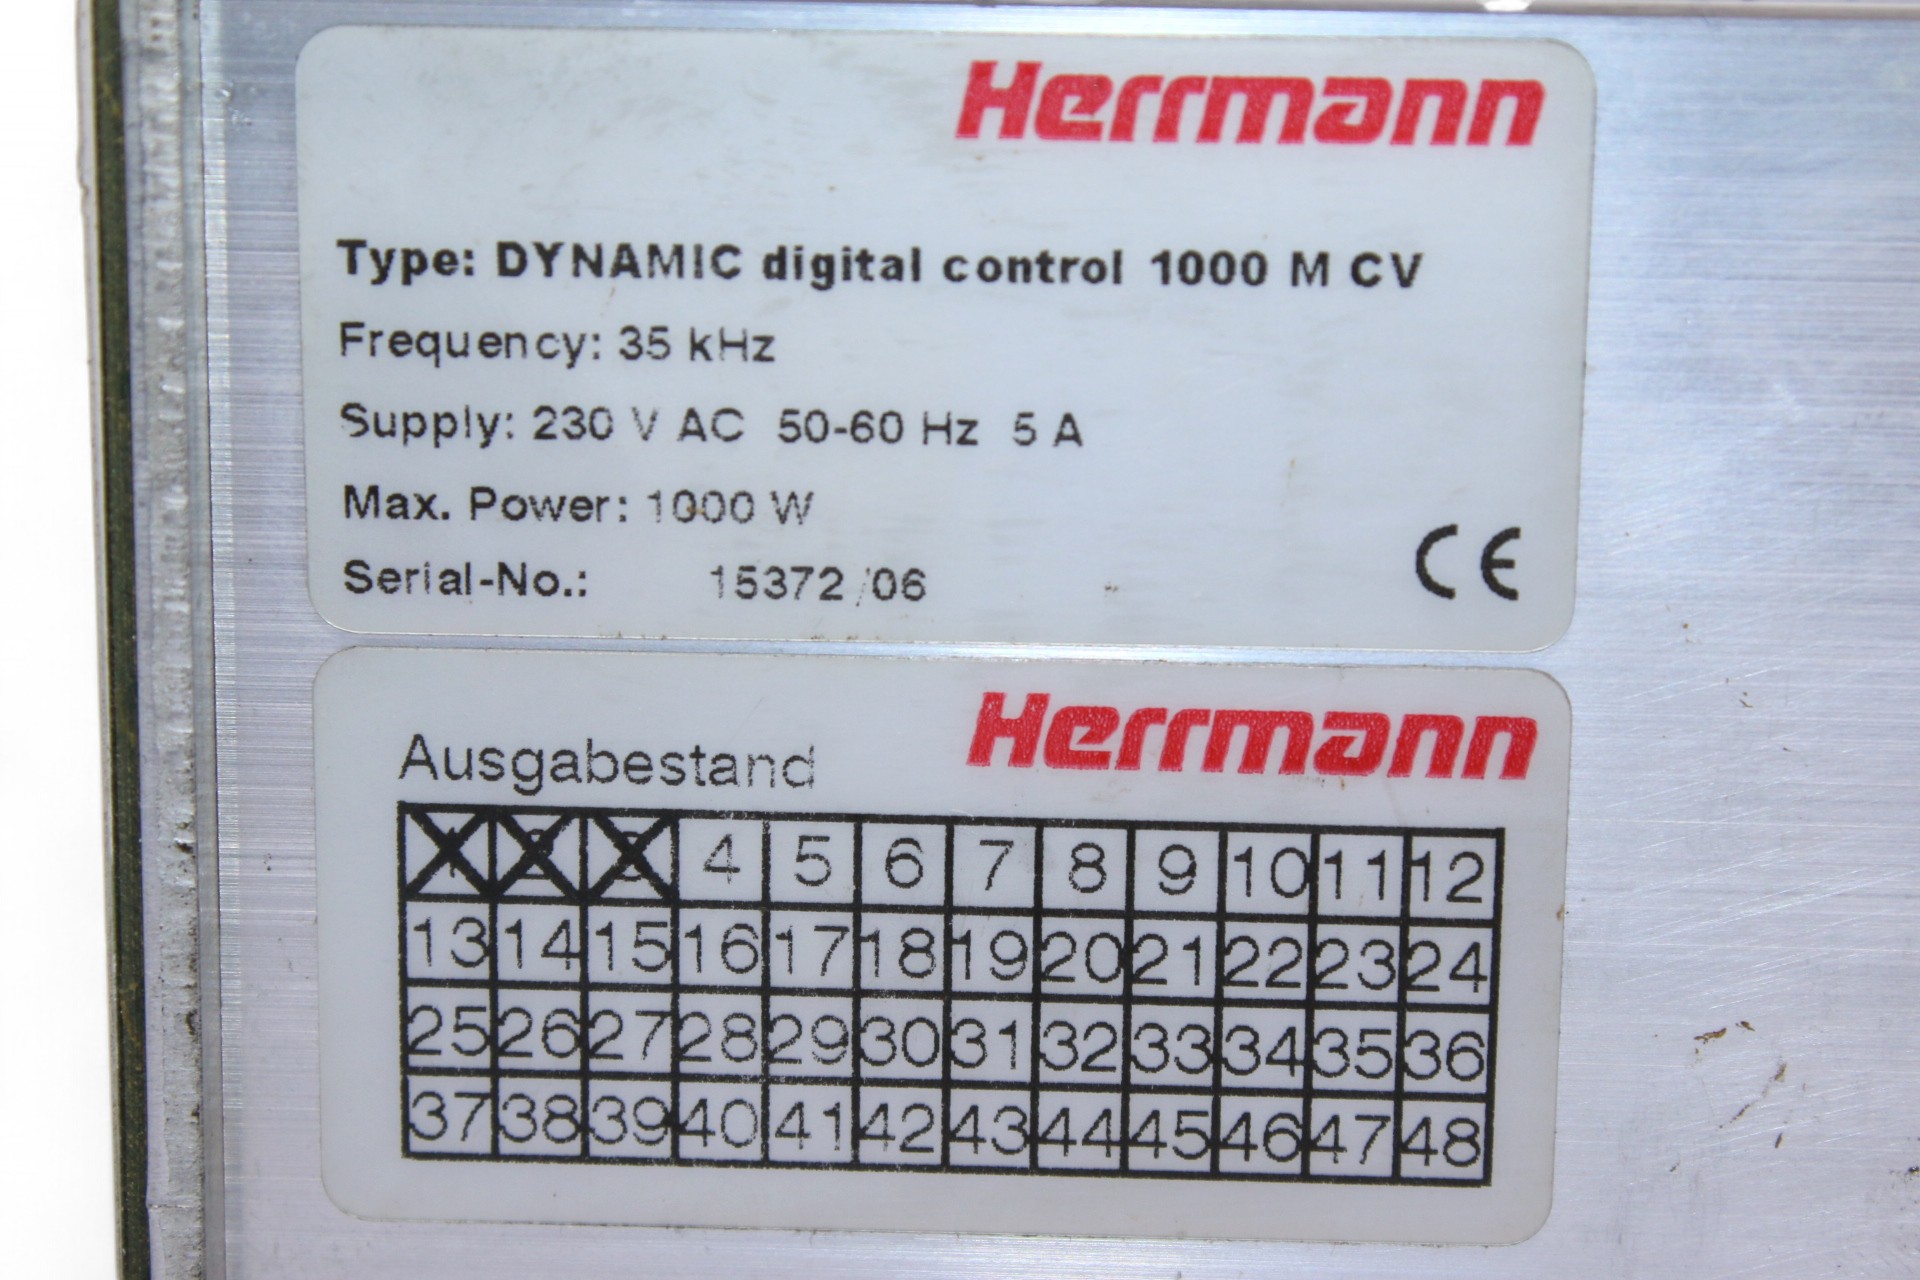 Herrmann
Type: DYNAMIC digital control 1000 M CV
Frequency: 35 kHz
Supply: 230 V AC 50-60 Hz 5 A
Max. Power: 1000 W
Serial-No.: 15372/06
CE
Herrmann
Ausgabestand
1 2 3 4 5 6 7 8 9 10 11 12
13 14 15 16 17 18 19 20 21 22 23 24
25 26 27 28 29 30 31 32 33 34 35 36
37 38 39 40 41 42 43 44 45 46 47 48